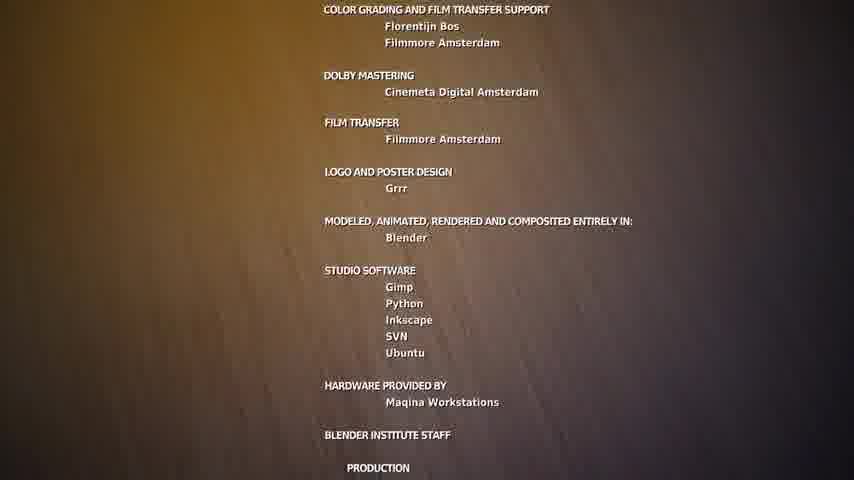 COLOR GRADING AND FILM TRANSFER SUPPORT
Florentijn Bos
Filmmore Amsterdam
DOLBY MASTERING
Cinemeta Digital Amsterdam
FILM TRANSFER
Filmmore Amsterdam
LOGO AND POSTER DESIGN
Grrr
MODELED, ANIMATED, RENDERED AND COMPOSITED ENTIRELY IN:
Blender
STUDIO SOFTWARE
Gimp
Python
Inkscape
SVN
Ubuntu
HARDWARE PROVIDED BY
Maqina Workstations
BLENDER INSTITUTE STAFF
PRODUCTION